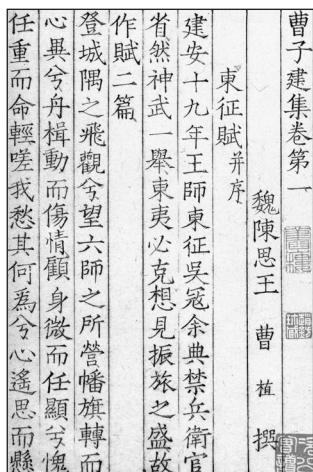 曹子建集卷第一
魏陳思王 曹 植 撰
東征賦并序
建安十九年王師東征吳寇余典禁兵衛官
省然神武一舉東夷必克想見振旅之盛故
作賦二篇
登城隅之飛觀兮望六師之所營幡旗轉而
心異兮舟楫動而傷情顧身微而任顯兮愧
任重而命輕嗟我愁其何為兮心遙思而懸